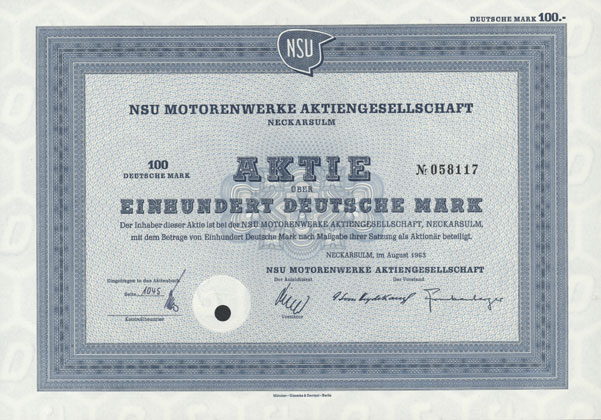 DEUTSCHE MARK 100.-
NSU
NSU MOTORENWERKE AKTIENGESELLSCHAFT
NECKARSULM
100
DEUTSCHE MARK
AKTIE
№ 058117
ÜBER
EINHUNDERT DEUTSCHE MARK
Der Inhaber dieser Aktie ist bei der NSU MOTORENWERKE AKTIENGESELLSCHAFT, NECKARSULM,
mit dem Betrage von Einhundert Deutsche Mark nach Maßgabe ihrer Satzung als Aktionär beteiligt.
NECKARSULM, im August 1963
NSU MOTORENWERKE AKTIENGESELLSCHAFT
Eingetragen in das Aktienbuch
Seite 1045
Kontrollbeamter
Der Aufsichtsrat
Vorsitzer
Der Vorstand